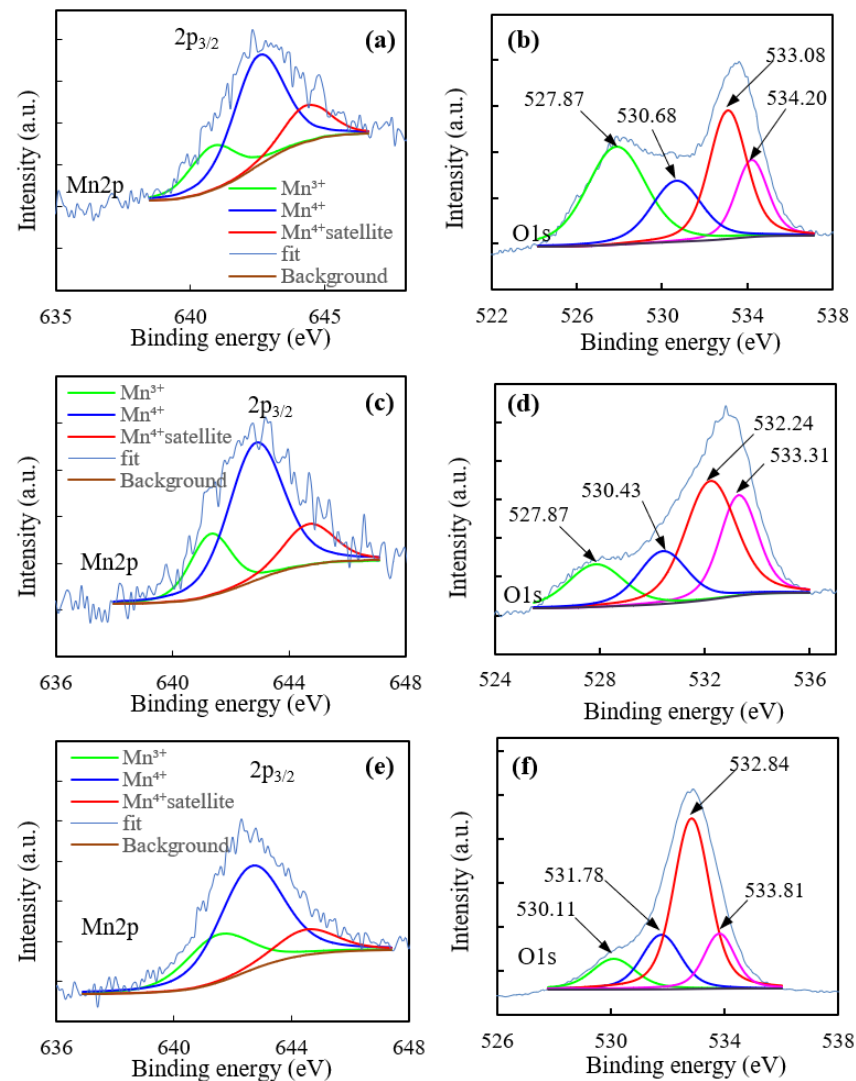 (a)
2p₃/₂
Mn2p
Mn³⁺
Mn⁴⁺
Mn⁴⁺satellite
fit
Background
Intensity (a.u.)
635 640 645
Binding energy (eV)
(b)
533.08
527.87
530.68
534.20
O1s
Intensity (a.u.)
522 526 530 534 538
Binding energy (eV)
(c)
Mn³⁺
2p₃/₂
Mn⁴⁺
Mn⁴⁺satellite
fit
Background
Mn2p
Intensity (a.u.)
636 640 644 648
Binding energy (eV)
(d)
532.24
533.31
530.43
527.87
O1s
Intensity (a.u.)
524 528 532 536
Binding energy (eV)
(e)
Mn³⁺
2p₃/₂
Mn⁴⁺
Mn⁴⁺satellite
fit
Background
Mn2p
Intensity (a.u.)
636 640 644 648
Binding energy (eV)
(f)
532.84
531.78
533.81
530.11
O1s
Intensity (a.u.)
526 530 534 538
Binding energy (eV)